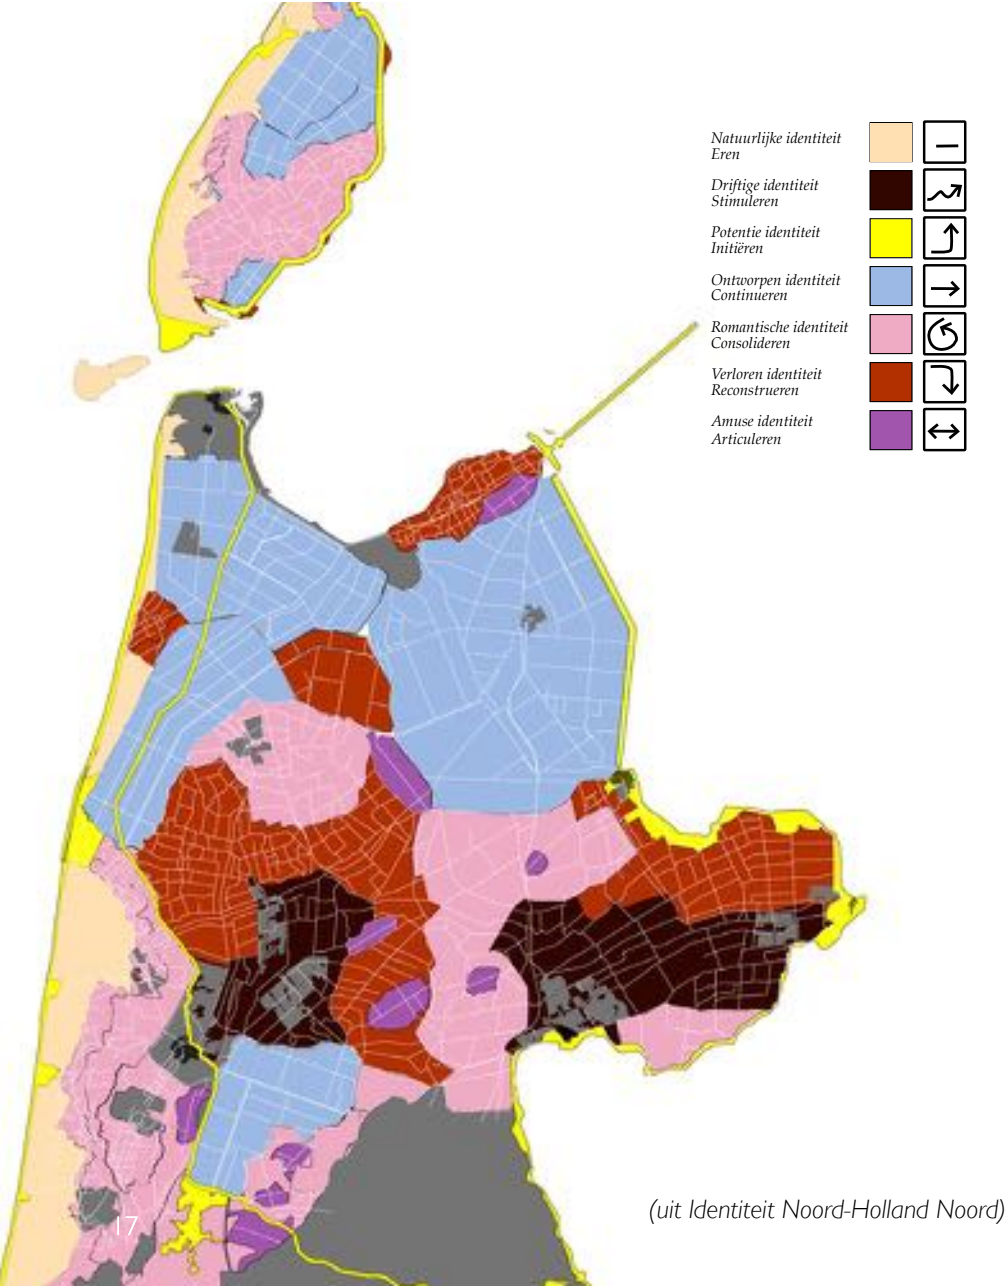 Natuurlijke identiteit
Eren
Driftige identiteit
Stimuleren
Potentie identiteit
Initiëren
Ontworpen identiteit
Continueren
Romantische identiteit
Consolideren
Verloren identiteit
Reconstrueren
Amuse identiteit
Articuleren
(uit Identiteit Noord-Holland Noord)
17